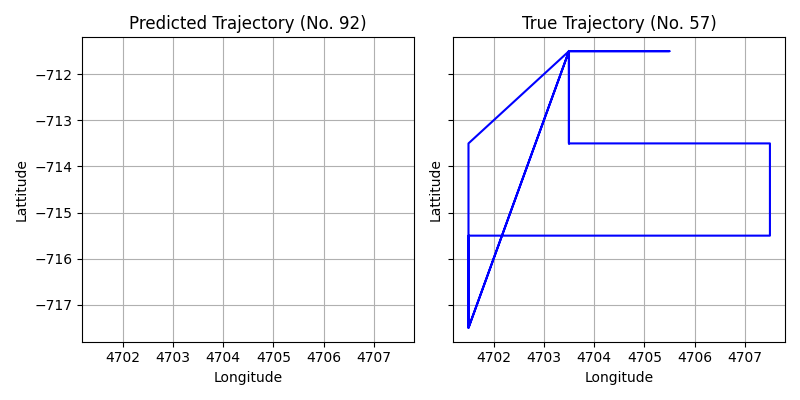 Predicted Trajectory (No. 92)
True Trajectory (No. 57)
−712
−713
−714
−715
−716
−717
Lattitude
Lattitude
4702 4703 4704 4705 4706 4707
4702 4703 4704 4705 4706 4707
Longitude
Longitude